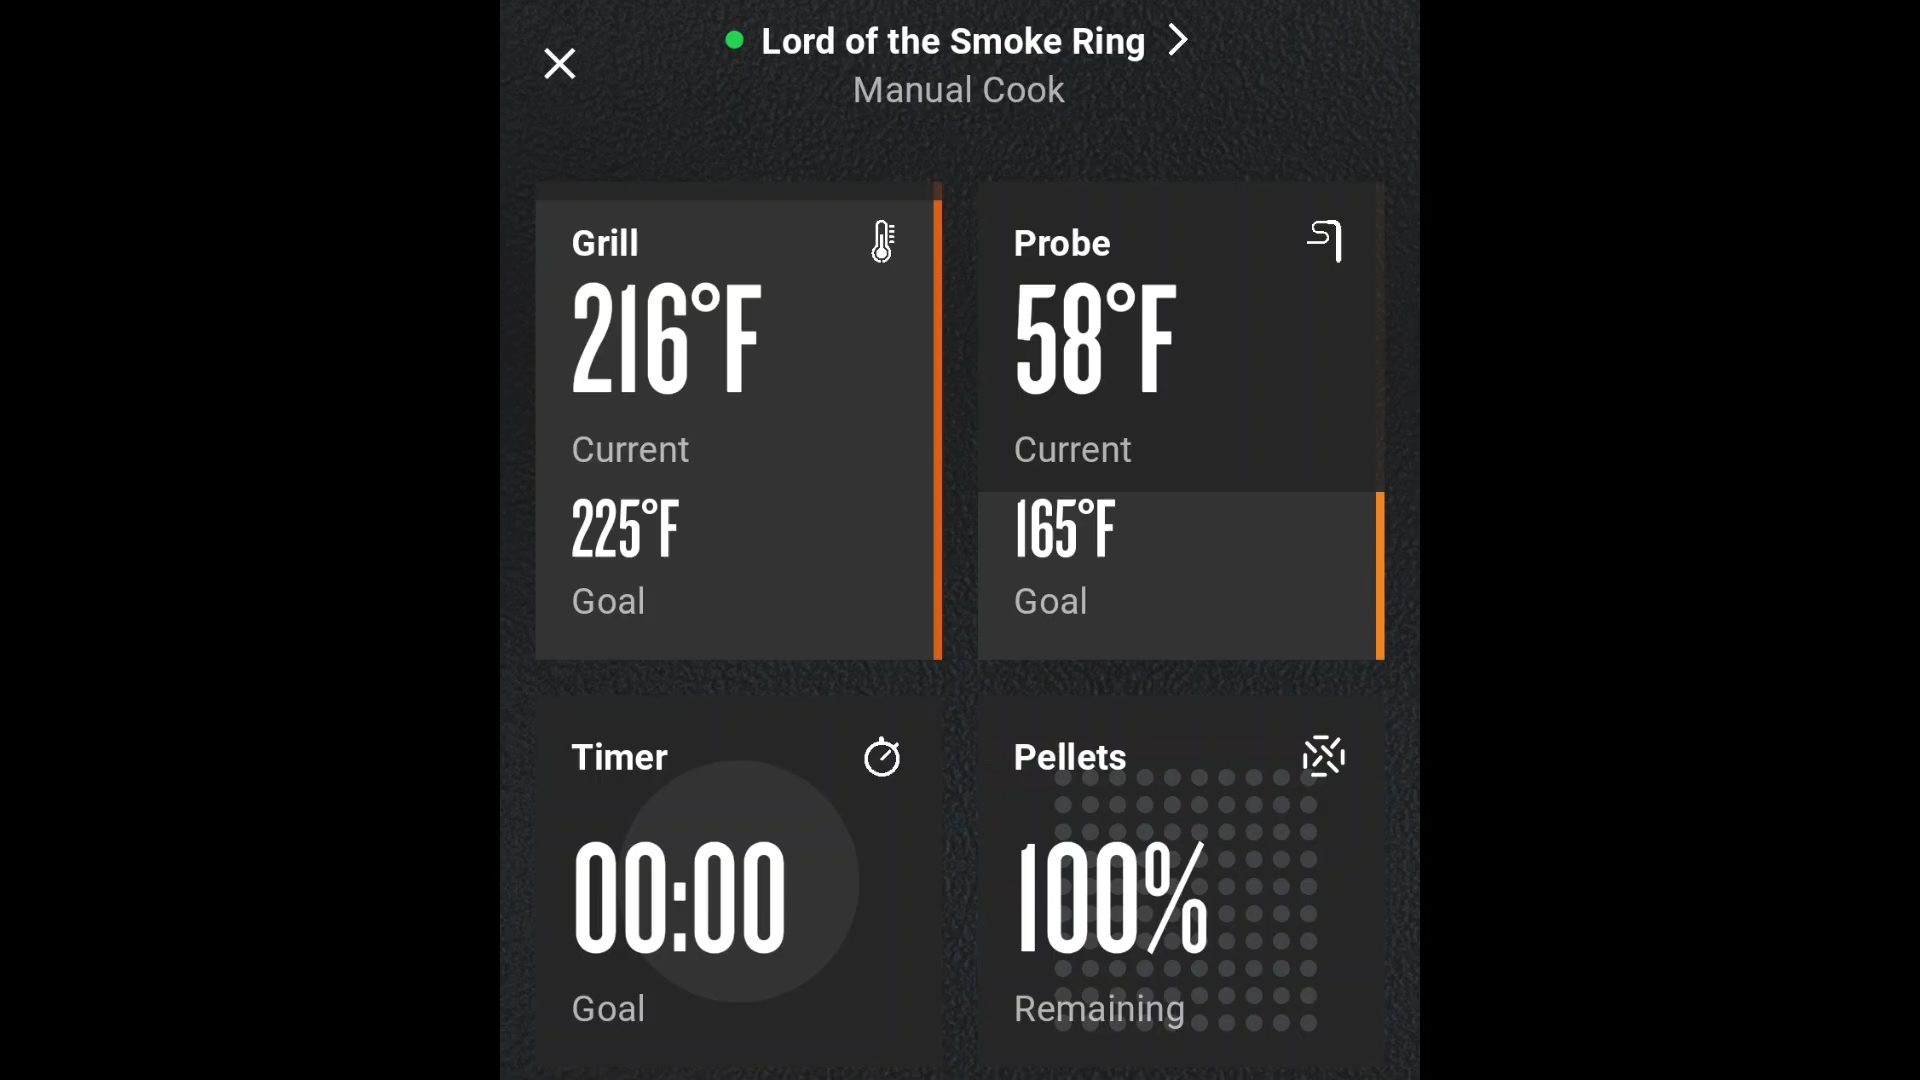 Lord of the Smoke Ring
Manual Cook
Grill
216°F
Current
225°F
Goal
Probe
58°F
Current
165°F
Goal
Timer
00:00
Goal
Pellets
100%
Remaining